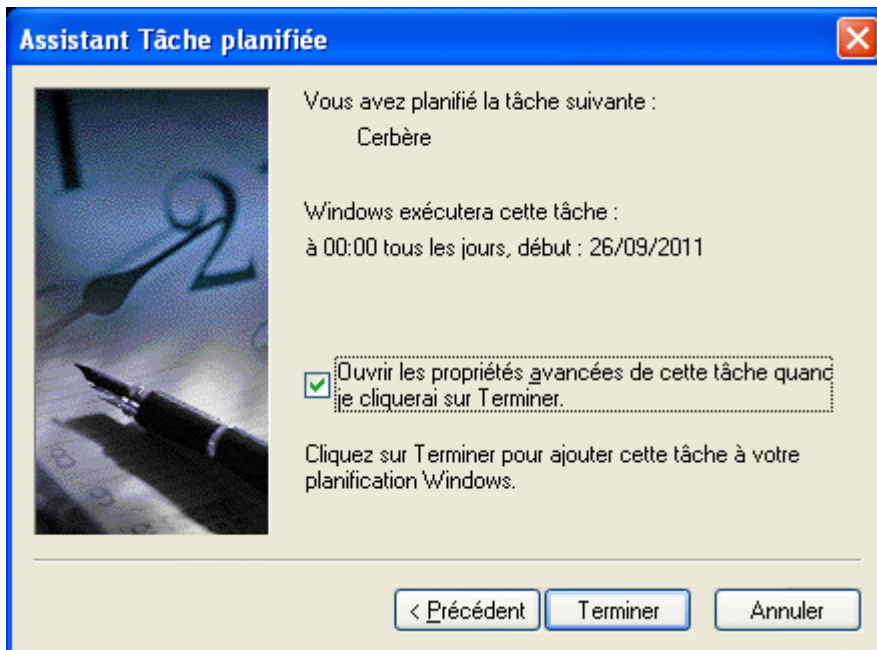 Assistant Tâche planifiée
Vous avez planifié la tâche suivante :
Cerbère
Windows exécutera cette tâche :
à 00:00 tous les jours, début : 26/09/2011
Ouvrir les propriétés avancées de cette tâche quand
je cliquerai sur Terminer.
Cliquez sur Terminer pour ajouter cette tâche à votre
planification Windows.
< Précédent
Terminer
Annuler